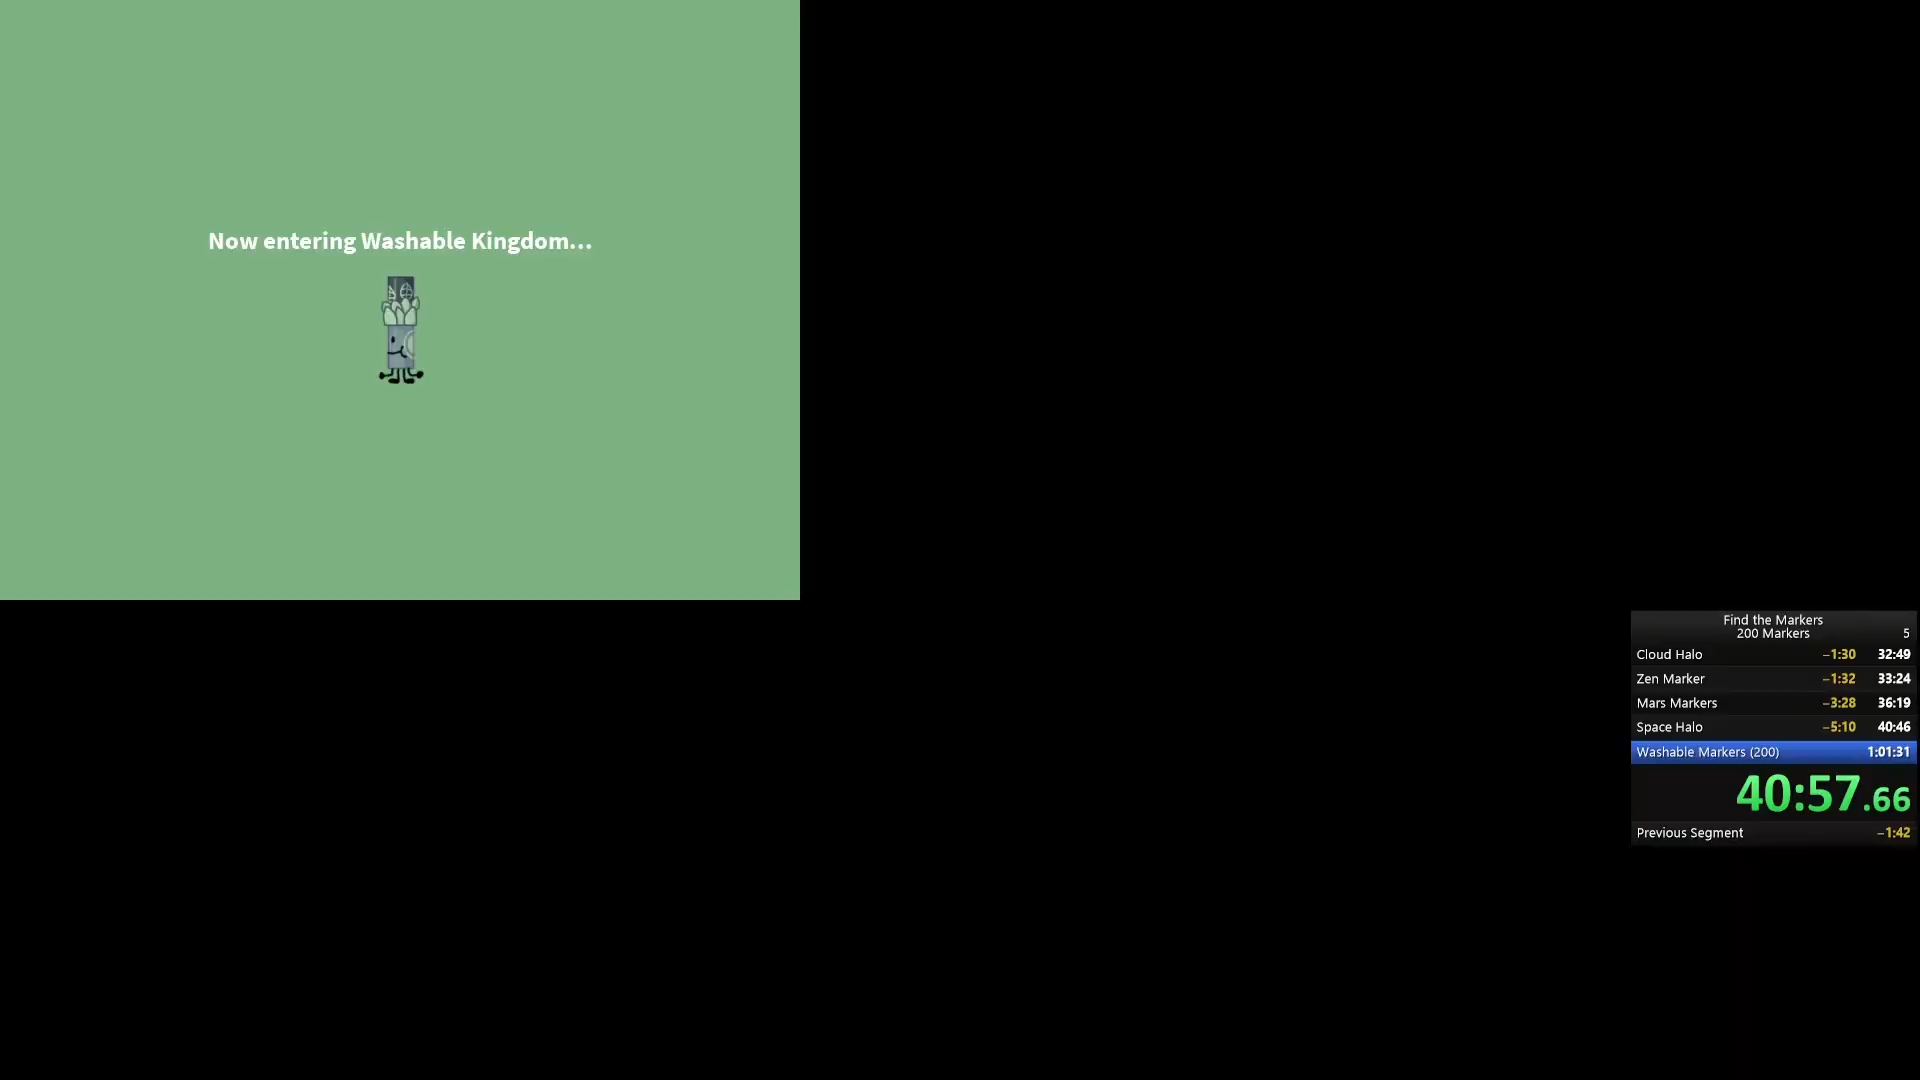 Now entering Washable Kingdom...
Find the Markers
200 Markers 5
Cloud Halo −1:30 32:49
Zen Marker −1:32 33:24
Mars Markers −3:28 36:19
Space Halo −5:10 40:46
Washable Markers (200) 1:01:31
40:57.66
Previous Segment −1:42